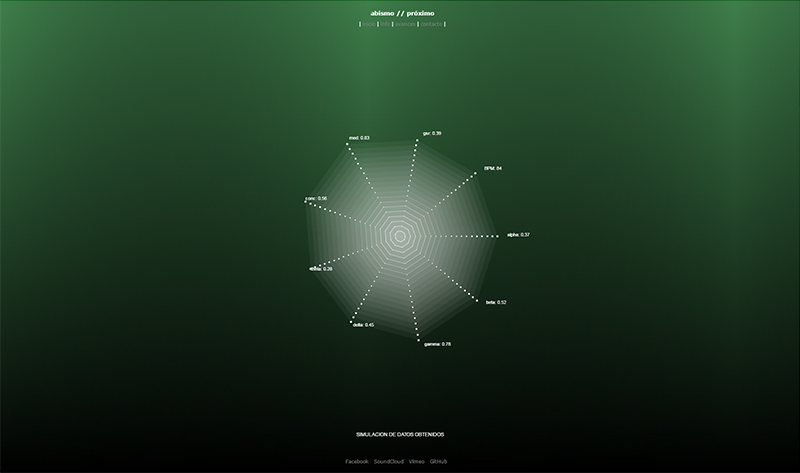 abismo // próximo
| inicio | info | avances | contacto |
med: 0.83
gsr: 0.39
BPM: 84
conc: 0.56
alpha: 0.37
theta: 0.28
beta: 0.52
delta: 0.45
gamma: 0.78
SIMULACION DE DATOS OBTENIDOS
Facebook SoundCloud Vimeo GitHub